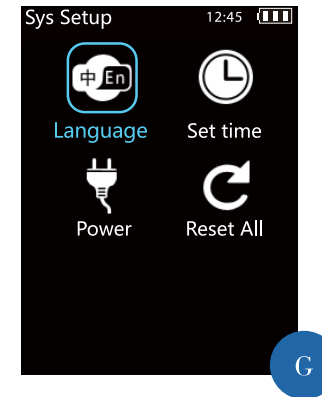 Sys Setup 12:45
中 En
Language Set time
Power Reset All
G